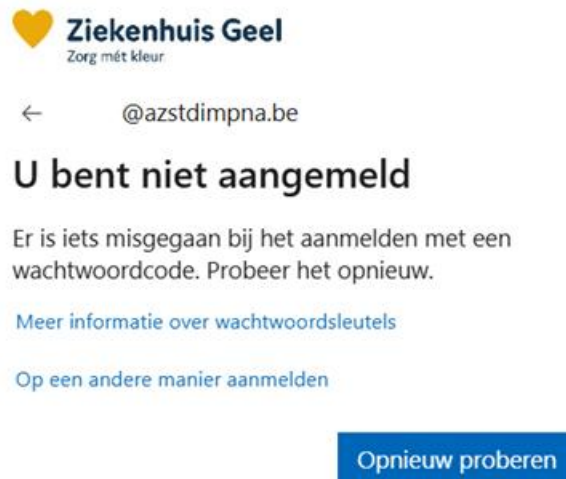 Ziekenhuis Geel
Zorg mét kleur
@azstdimpna.be
U bent niet aangemeld
Er is iets misgegaan bij het aanmelden met een
wachtwoordcode. Probeer het opnieuw.
Meer informatie over wachtwoordsleutels
Op een andere manier aanmelden
Opnieuw proberen